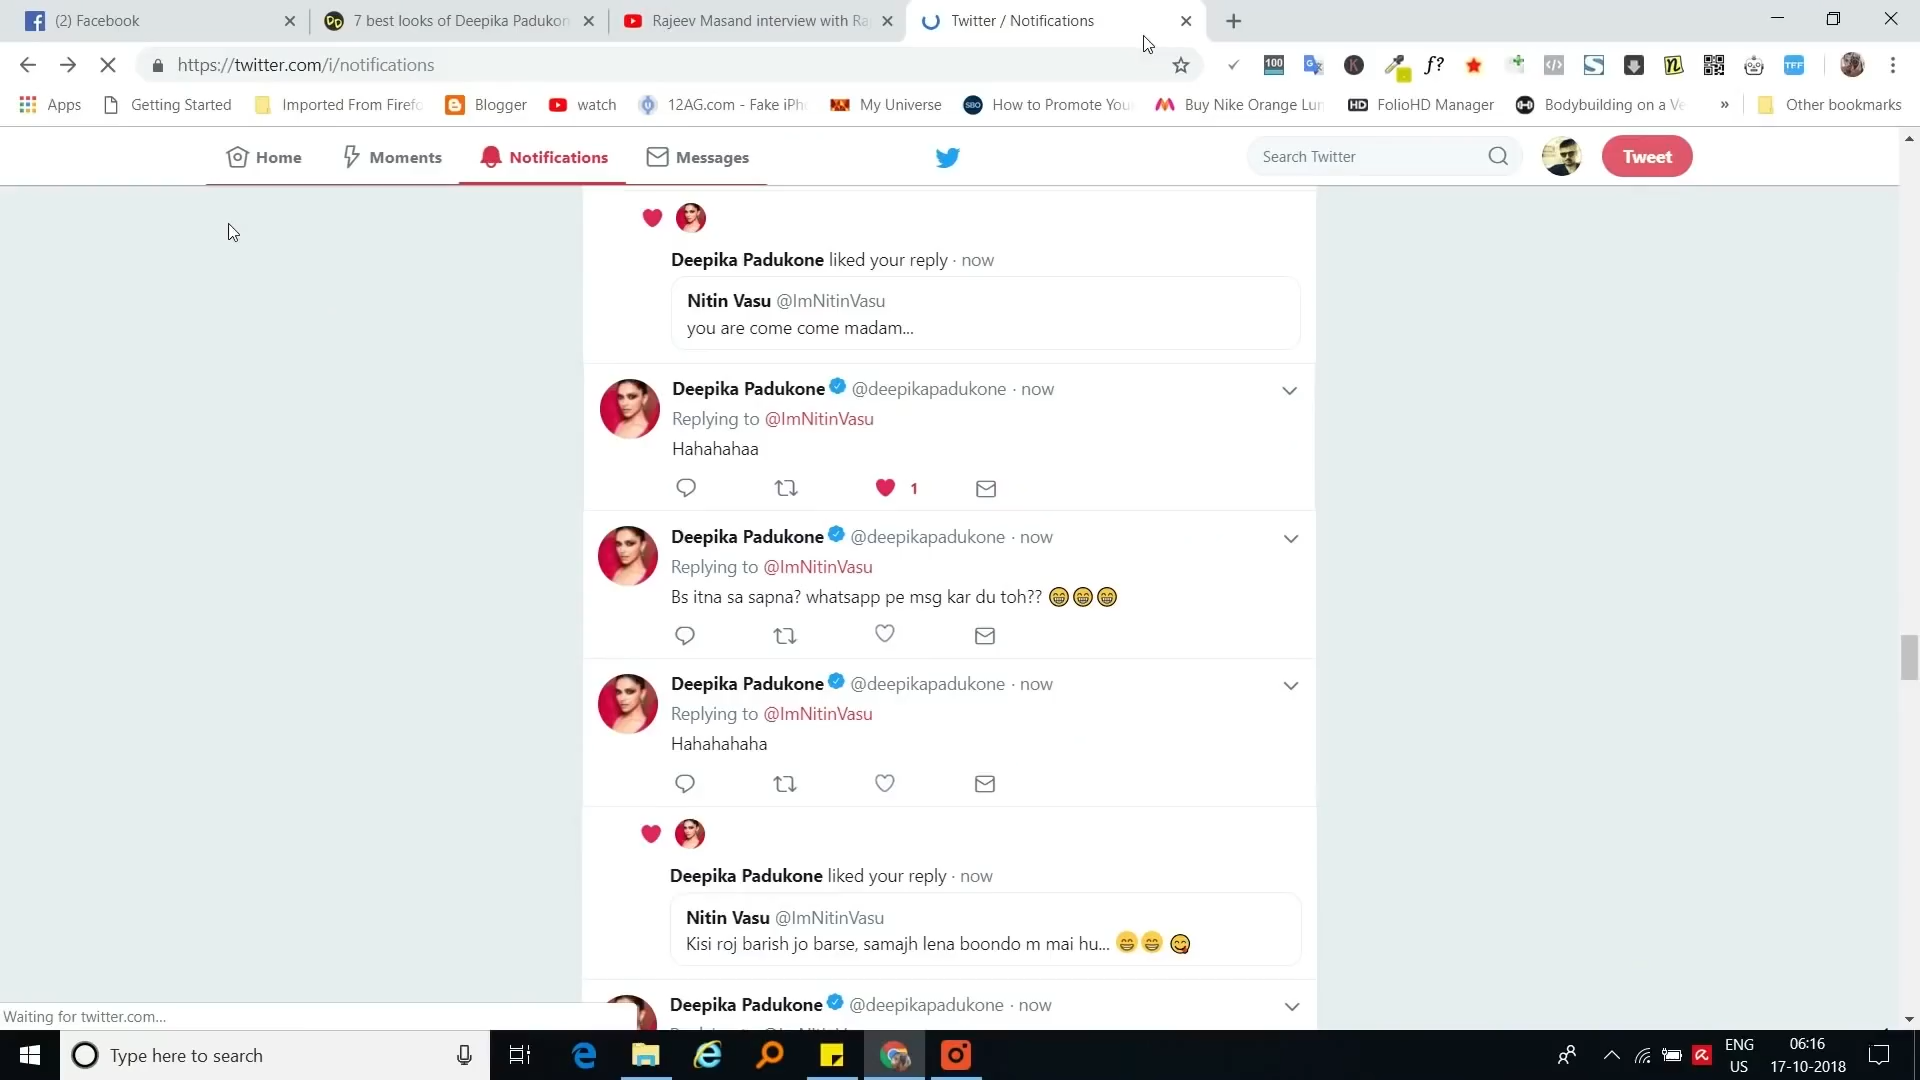 (2) Facebook
7 best looks of Deepika Padukon
Rajeev Masand interview with Ra
Twitter / Notifications
https://twitter.com/i/notifications
100
f?
TFF
Apps
Getting Started
Imported From Firefo
Blogger
watch
12AG.com - Fake iPho
My Universe
SBO
How to Promote You
Buy Nike Orange Lun
HD
FolioHD Manager
Bodybuilding on a Ve
»
Other bookmarks
Home
Moments
Notifications
Messages
Search Twitter
Tweet
Deepika Padukone liked your reply · now
Nitin Vasu @ImNitinVasu
you are come come madam...
Deepika Padukone @deepikapadukone · now
Replying to @ImNitinVasu
Hahahahaa
1
Deepika Padukone @deepikapadukone · now
Replying to @ImNitinVasu
Bs itna sa sapna? whatsapp pe msg kar du toh?? 😁😁😁
Deepika Padukone @deepikapadukone · now
Replying to @ImNitinVasu
Hahahahaha
Deepika Padukone liked your reply · now
Nitin Vasu @ImNitinVasu
Kisi roj barish jo barse, samajh lena boondo m mai hu... 😁😁 😋
Deepika Padukone @deepikapadukone · now
Waiting for twitter.com...
Type here to search
ENG
US
06:16
17-10-2018